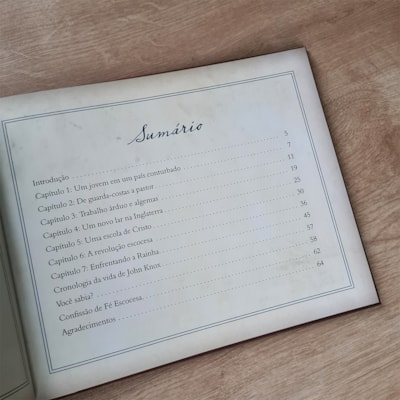 Sumário
Introdução 5
Capítulo 1: Um jovem em um país conturbado 7
Capítulo 2: De guarda-costas a pastor 11
Capítulo 3: Trabalho árduo e algemas 19
Capítulo 4: Um novo lar na Inglaterra 25
Capítulo 5: Uma escola de Cristo 30
Capítulo 6: A revolução escocesa 36
Capítulo 7: Enfrentando a Rainha 45
Cronologia da vida de John Knox 57
Você sabia? 58
Confissão de Fé Escocesa 62
Agradecimentos 64